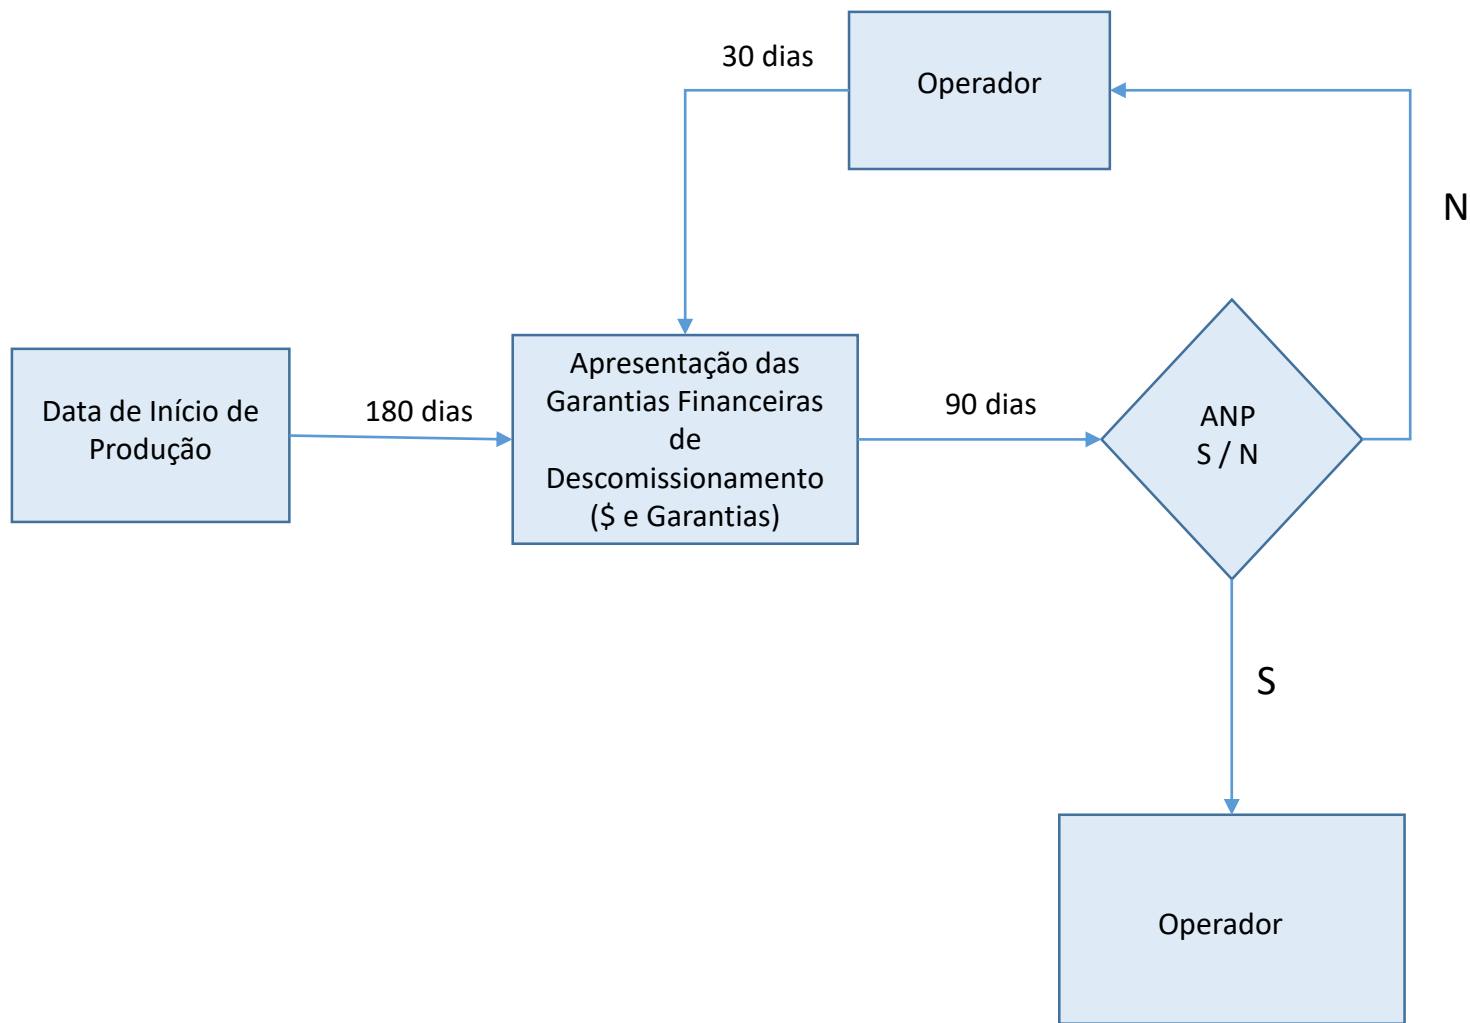 30 dias
Operador
N
Data de Início de
Produção
180 dias
Apresentação das
Garantias Financeiras
de
Descomissionamento
($ e Garantias)
90 dias
ANP
S / N
S
Operador